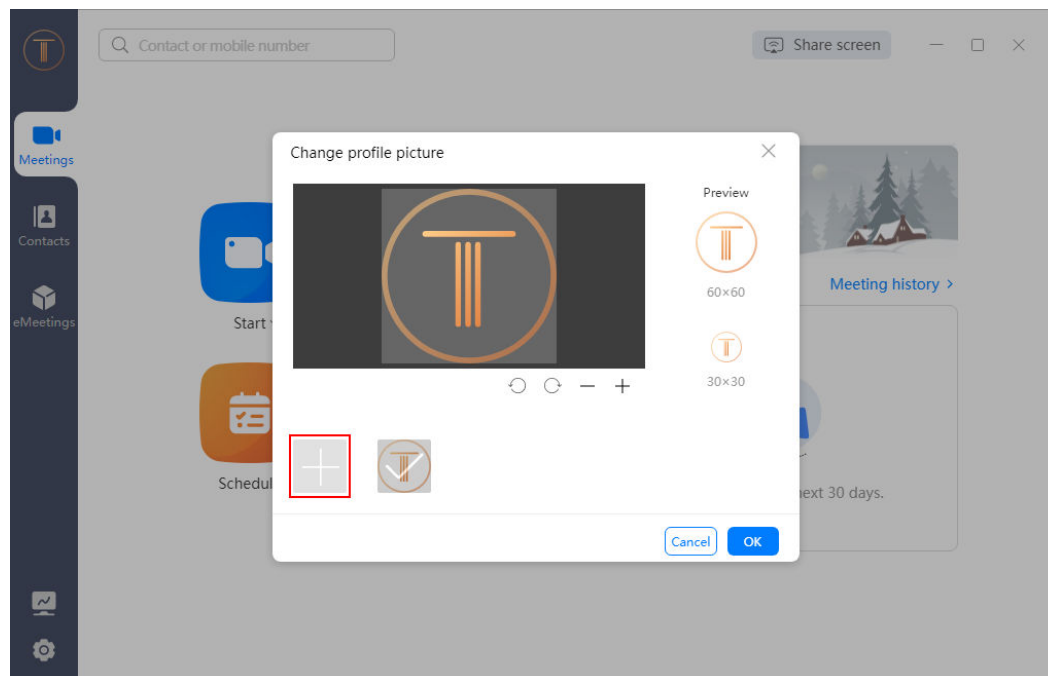 Contact or mobile number
Share screen
Meetings
Contacts
eMeetings
Change profile picture
Preview
60×60
30×30
Meeting history >
Start
Schedul
next 30 days.
Cancel
OK